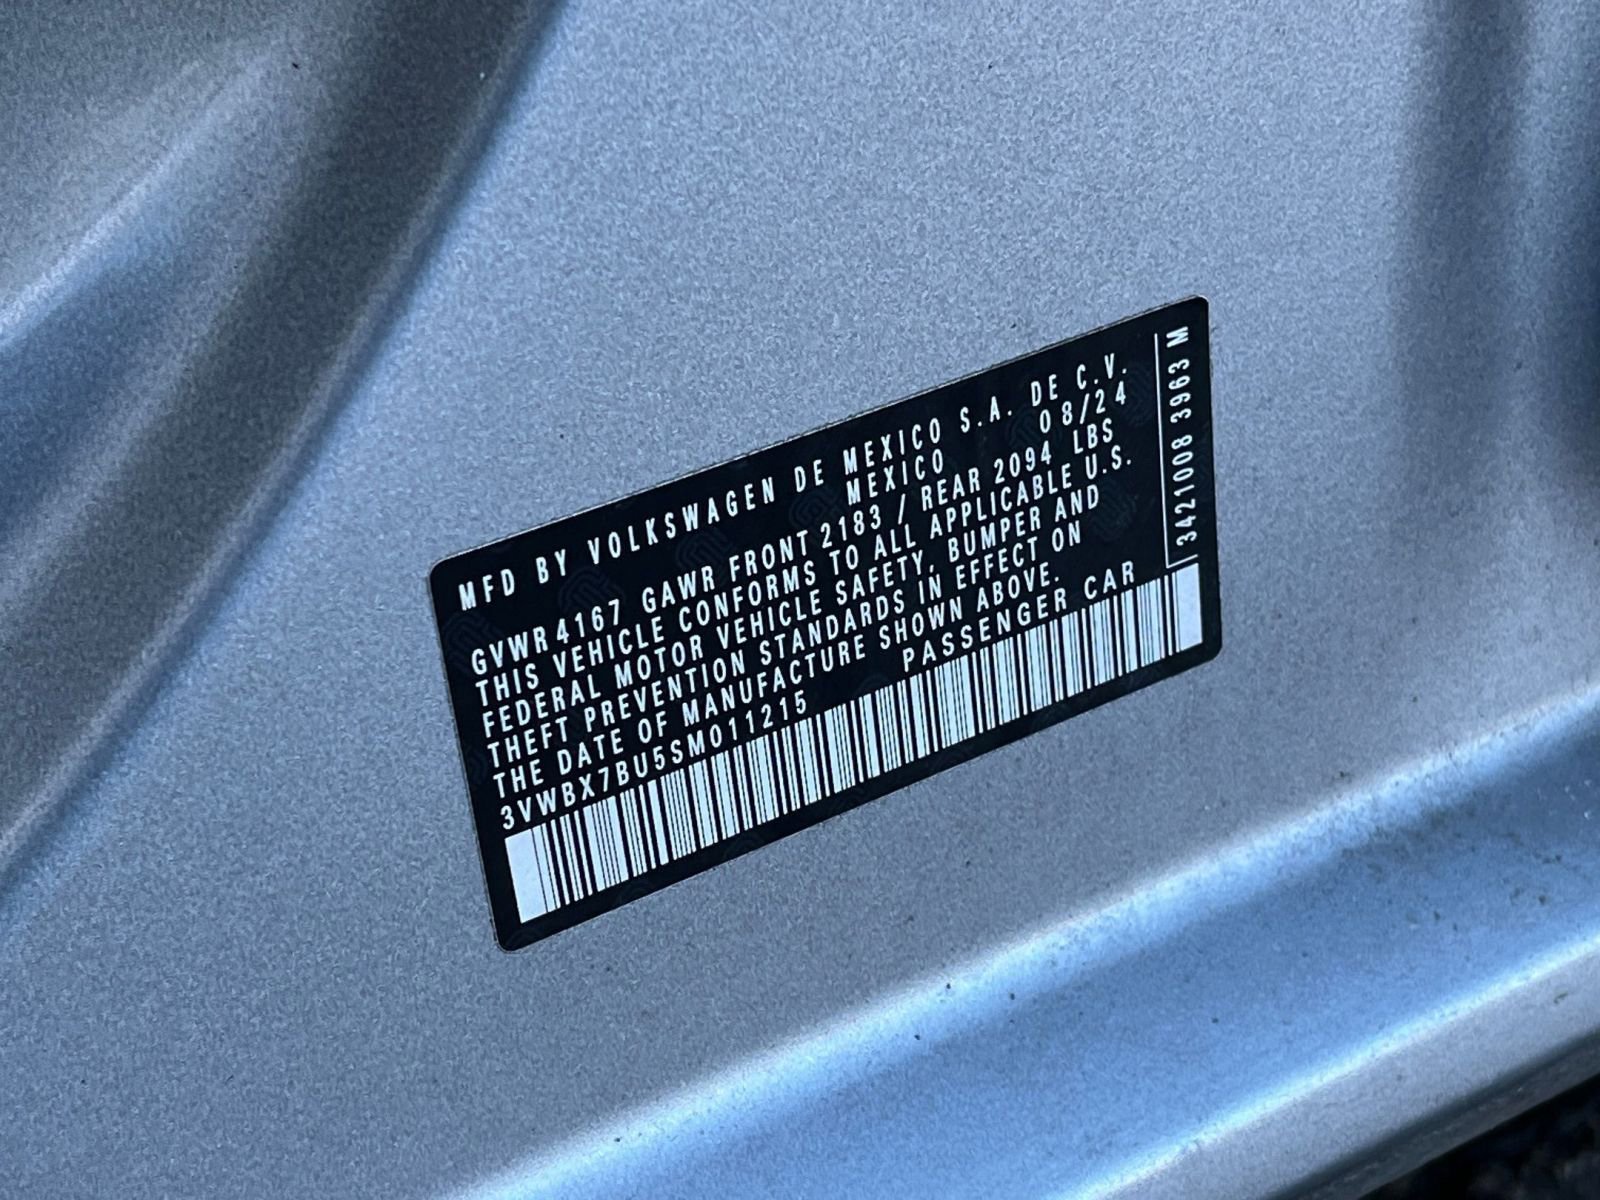 MFD BY VOLKSWAGEN DE MEXICO S.A. DE C.V.
MEXICO 08/24
GVWR 4167 GAWR FRONT 2183 / REAR 2094 LBS
THIS VEHICLE CONFORMS TO ALL APPLICABLE U.S.
FEDERAL MOTOR VEHICLE SAFETY, BUMPER AND
THEFT PREVENTION STANDARDS IN EFFECT ON
THE DATE OF MANUFACTURE SHOWN ABOVE.
3VWBX7BU5SM011215 PASSENGER CAR
3421008 3963 M